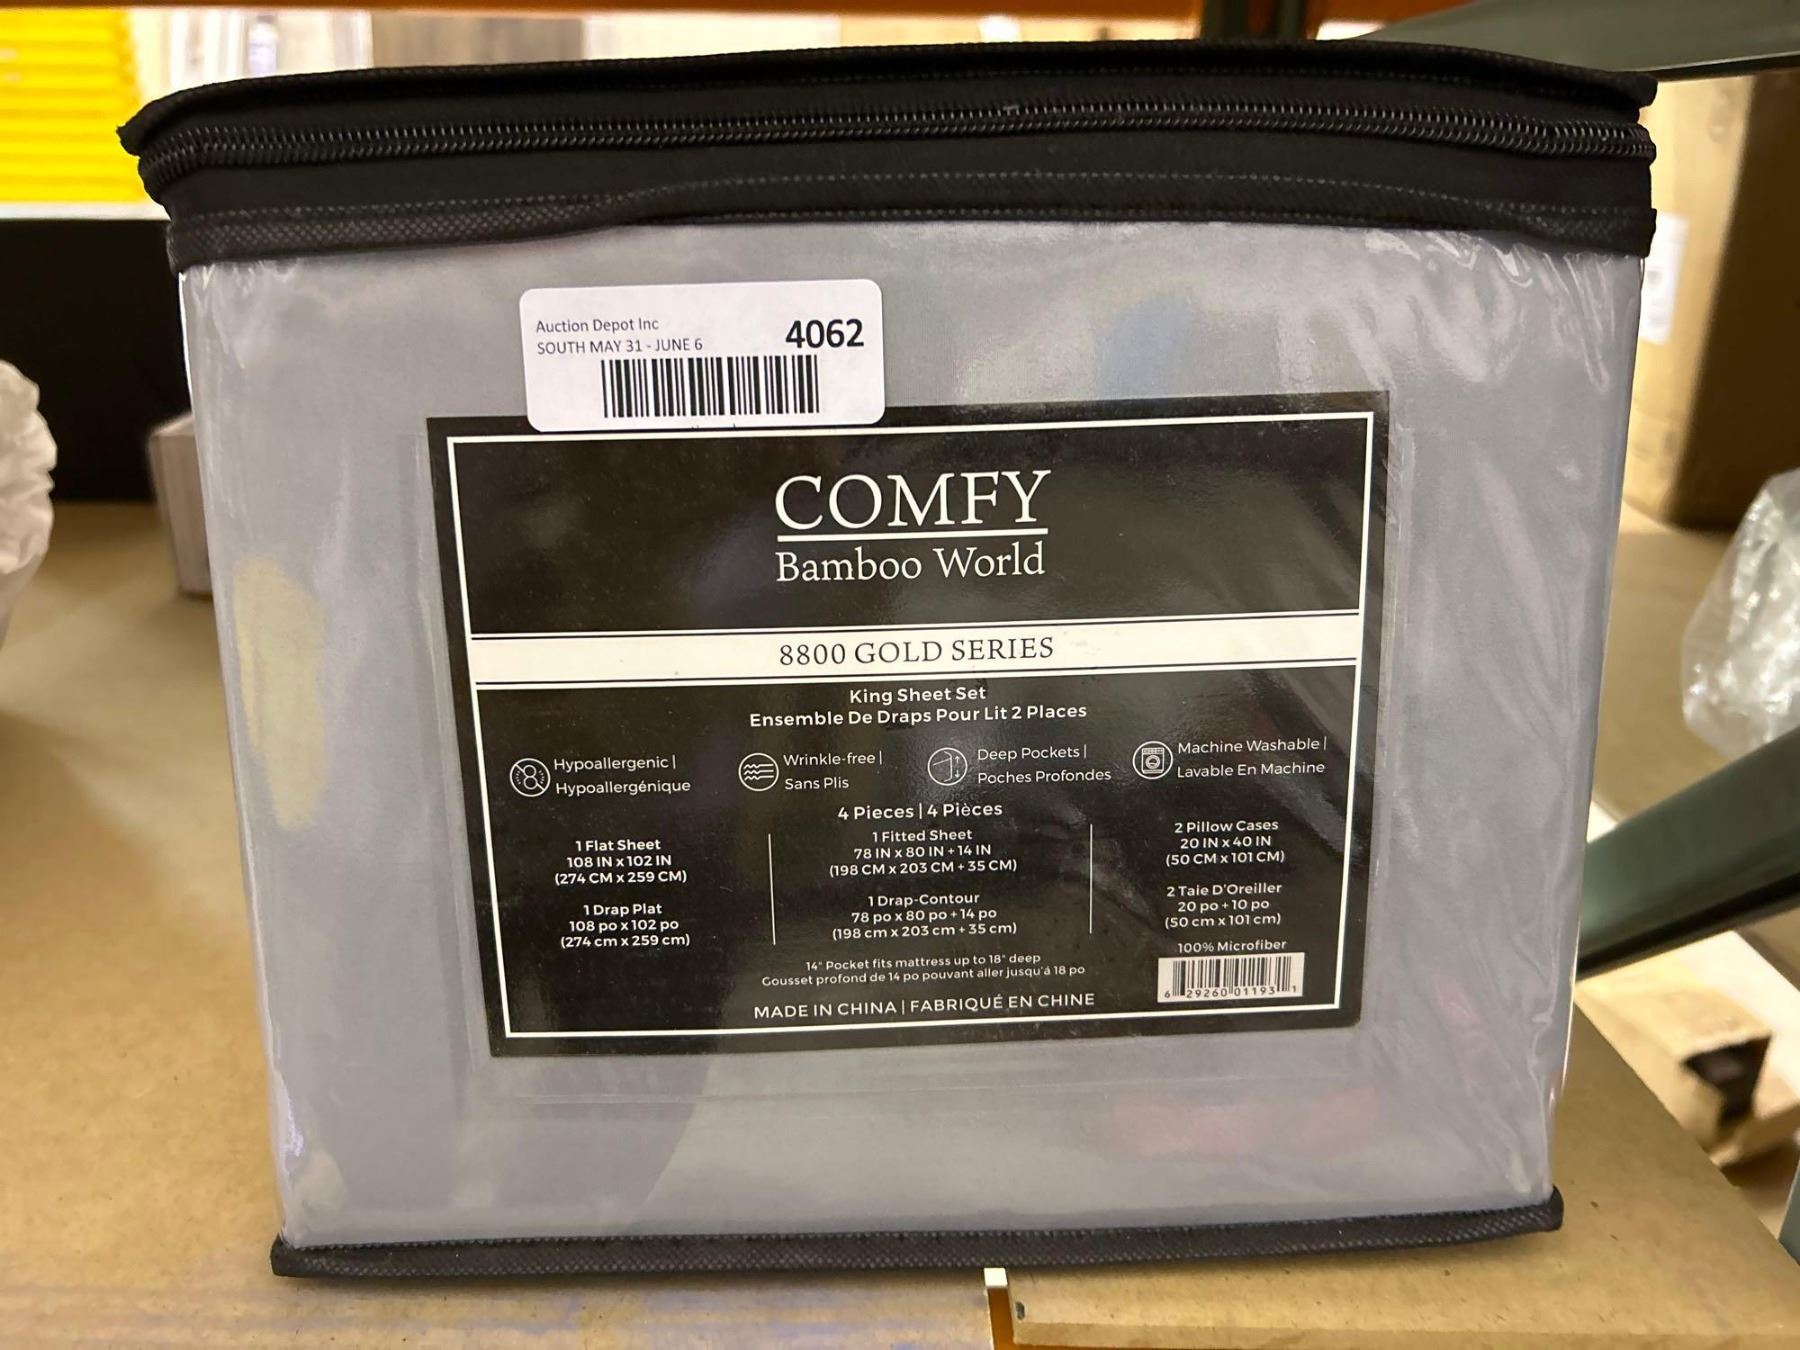 Auction Depot Inc
SOUTH MAY 31 - JUNE 6
4062
COMFY
Bamboo World
8800 GOLD SERIES
King Sheet Set
Ensemble De Draps Pour Lit 2 Places
Hypoallergenic |
Hypoallergénique
Wrinkle-free |
Sans Plis
Deep Pockets |
Poches Profondes
Machine Washable |
Lavable En Machine
4 Pieces | 4 Pièces
1 Flat Sheet
108 IN x 102 IN
(274 CM x 259 CM)
1 Drap Plat
108 po x 102 po
(274 cm x 259 cm)
1 Fitted Sheet
78 IN x 80 IN + 14 IN
(198 CM x 203 CM + 35 CM)
1 Drap-Contour
78 po x 80 po + 14 po
(198 cm x 203 cm + 35 cm)
2 Pillow Cases
20 IN x 40 IN
(50 CM x 101 CM)
2 Taie D'Oreiller
20 po + 10 po
(50 cm x 101 cm)
100% Microfiber
6 29260 01193 1
14" Pocket fits mattress up to 18" deep
Gousset profond de 14 po pouvant aller jusqu'á 18 po
MADE IN CHINA | FABRIQUÉ EN CHINE